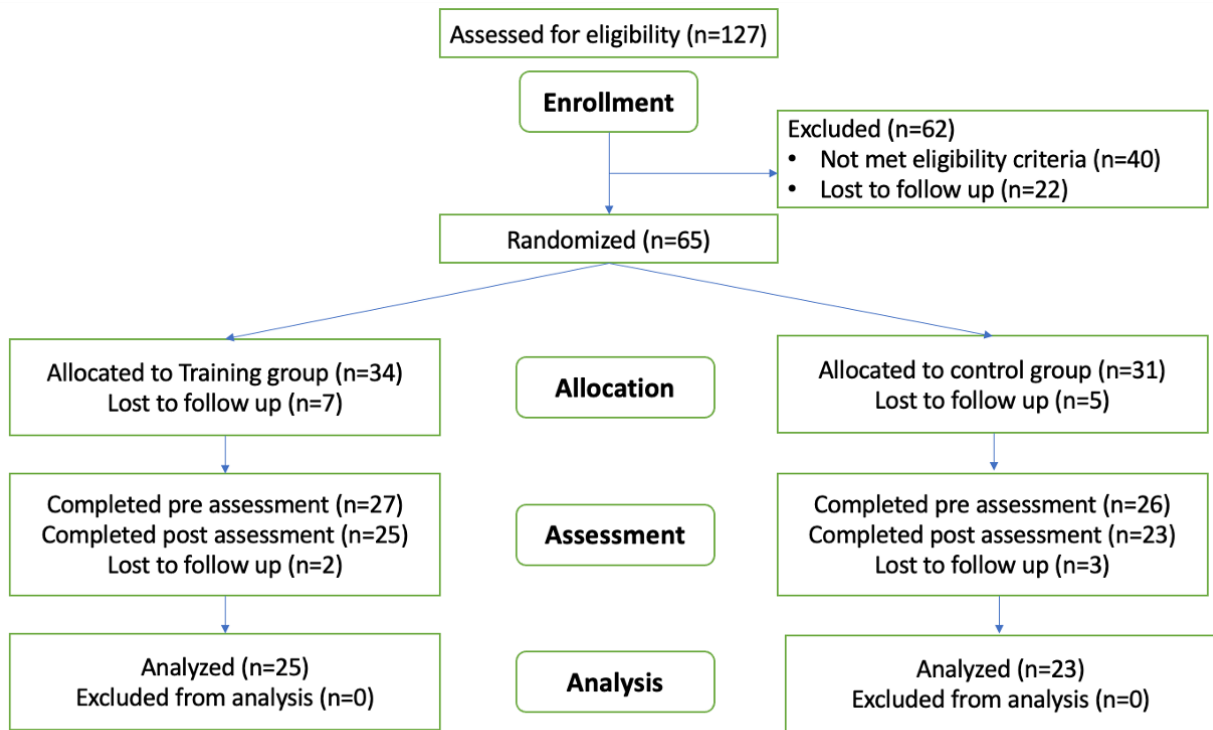 Assessed for eligibility (n=127)
Enrollment
Excluded (n=62)
• Not met eligibility criteria (n=40)
• Lost to follow up (n=22)
Randomized (n=65)
Allocated to Training group (n=34)
Lost to follow up (n=7)
Allocation
Allocated to control group (n=31)
Lost to follow up (n=5)
Completed pre assessment (n=27)
Completed post assessment (n=25)
Lost to follow up (n=2)
Assessment
Completed pre assessment (n=26)
Completed post assessment (n=23)
Lost to follow up (n=3)
Analyzed (n=25)
Excluded from analysis (n=0)
Analysis
Analyzed (n=23)
Excluded from analysis (n=0)